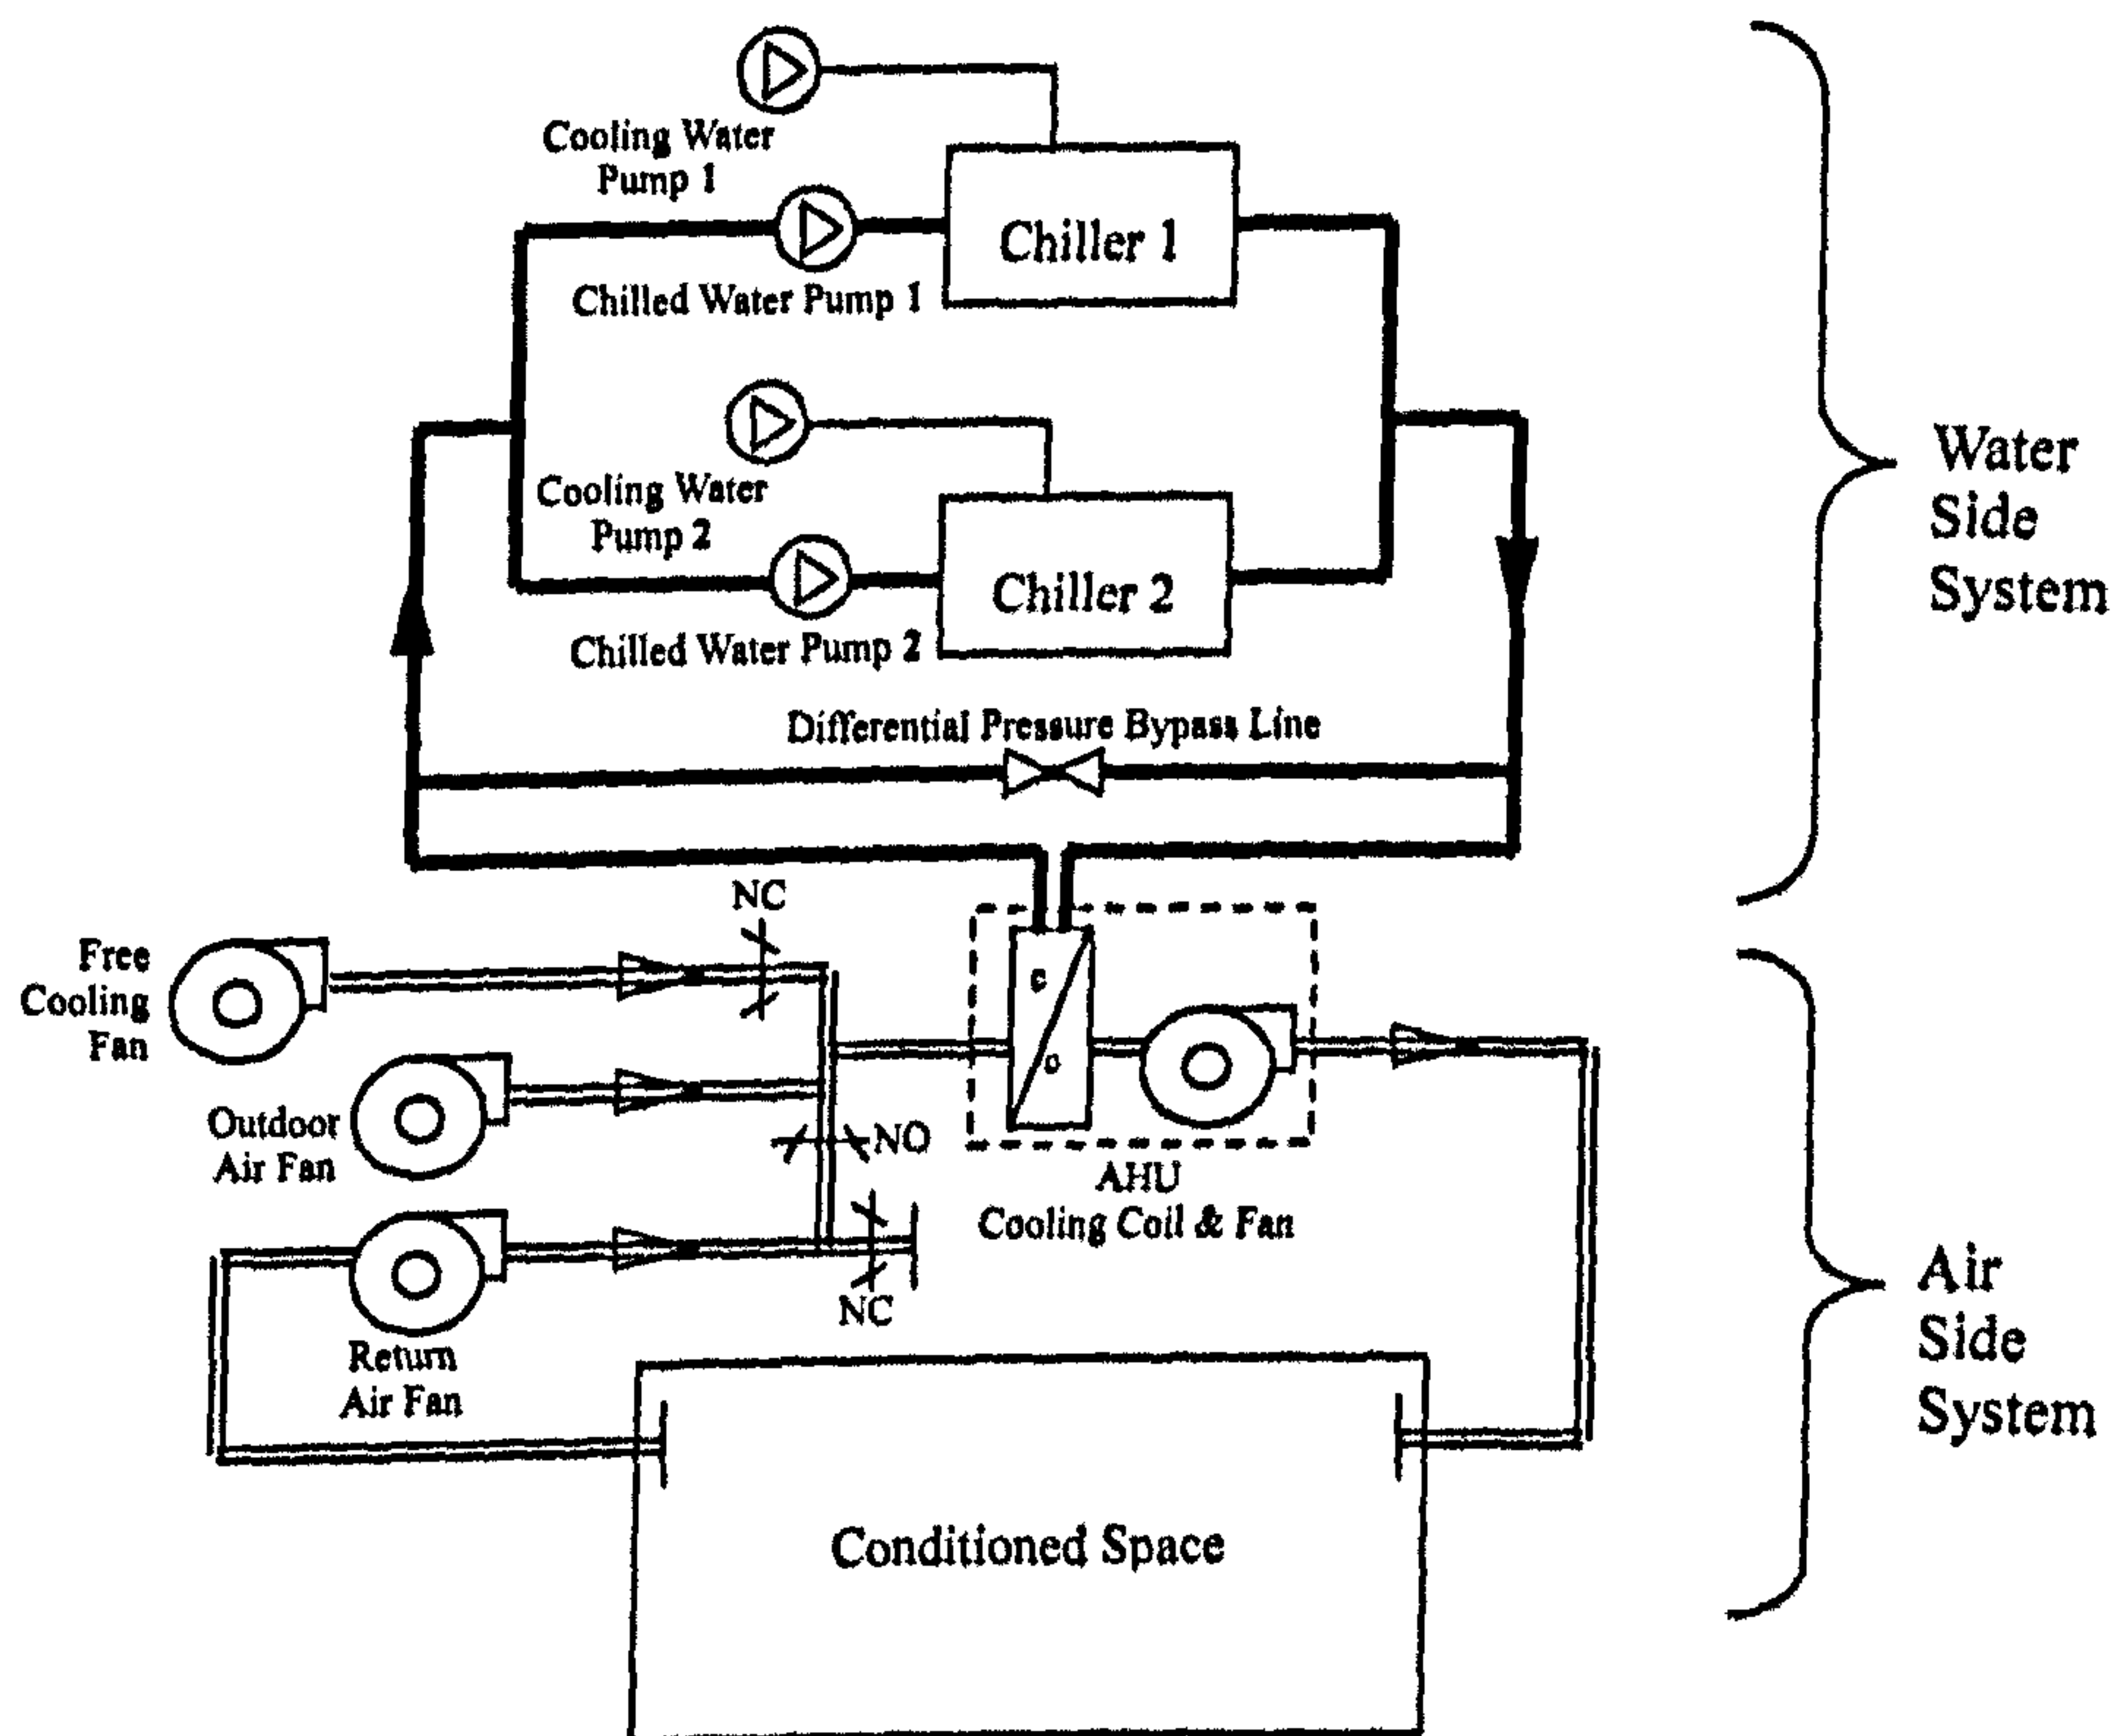 Cooling Water
Pump 1
Chiller 1
Chilled Water Pump 1
Cooling Water
Pump 2
Chiller 2
Chilled Water Pump 2
Water
Side
System
Differential Pressure Bypass Line
NC
Free
Cooling
Fan
C
C
Outdoor
Air Fan
NO
AHU
Cooling Coil & Fan
NC
Return
Air Fan
Air
Side
System
Conditioned Space